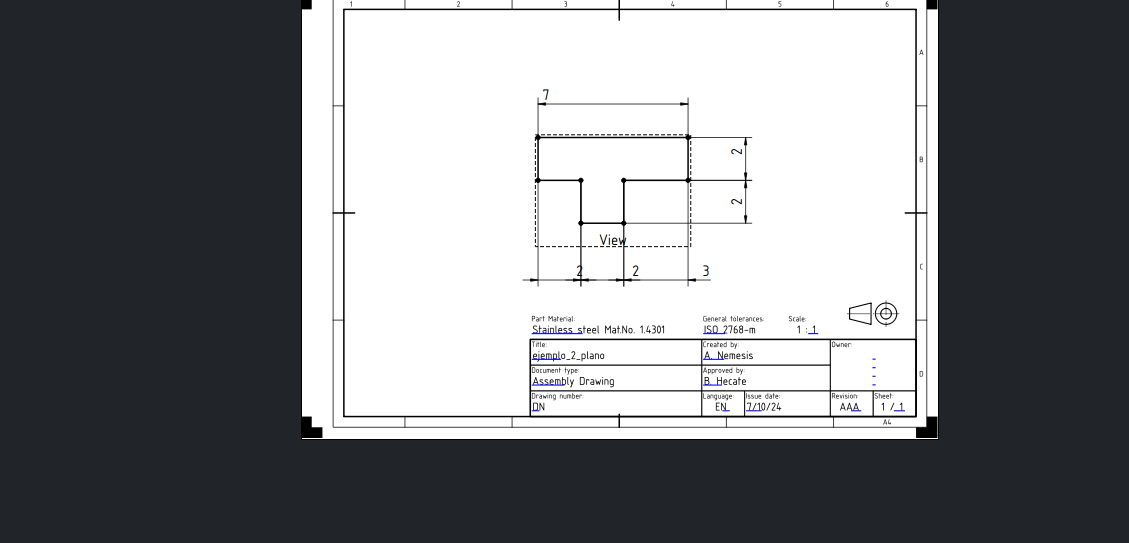 1 2 3 4 5 6
A
7
B
2
2
View
C
2 2 3
Part Material: General tolerances: Scale:
Stainless steel Mat.No. 1.4301 ISO 2768-m 1 : 1
Title: Created by: Owner:
ejemplo_2_plano A. Nemesis
Document type: Approved by:
D
Assembly Drawing B. Hecate
Drawing number: Language: Issue date: Revision: Sheet:
DN EN 7/10/24 AAA 1 / 1
A4